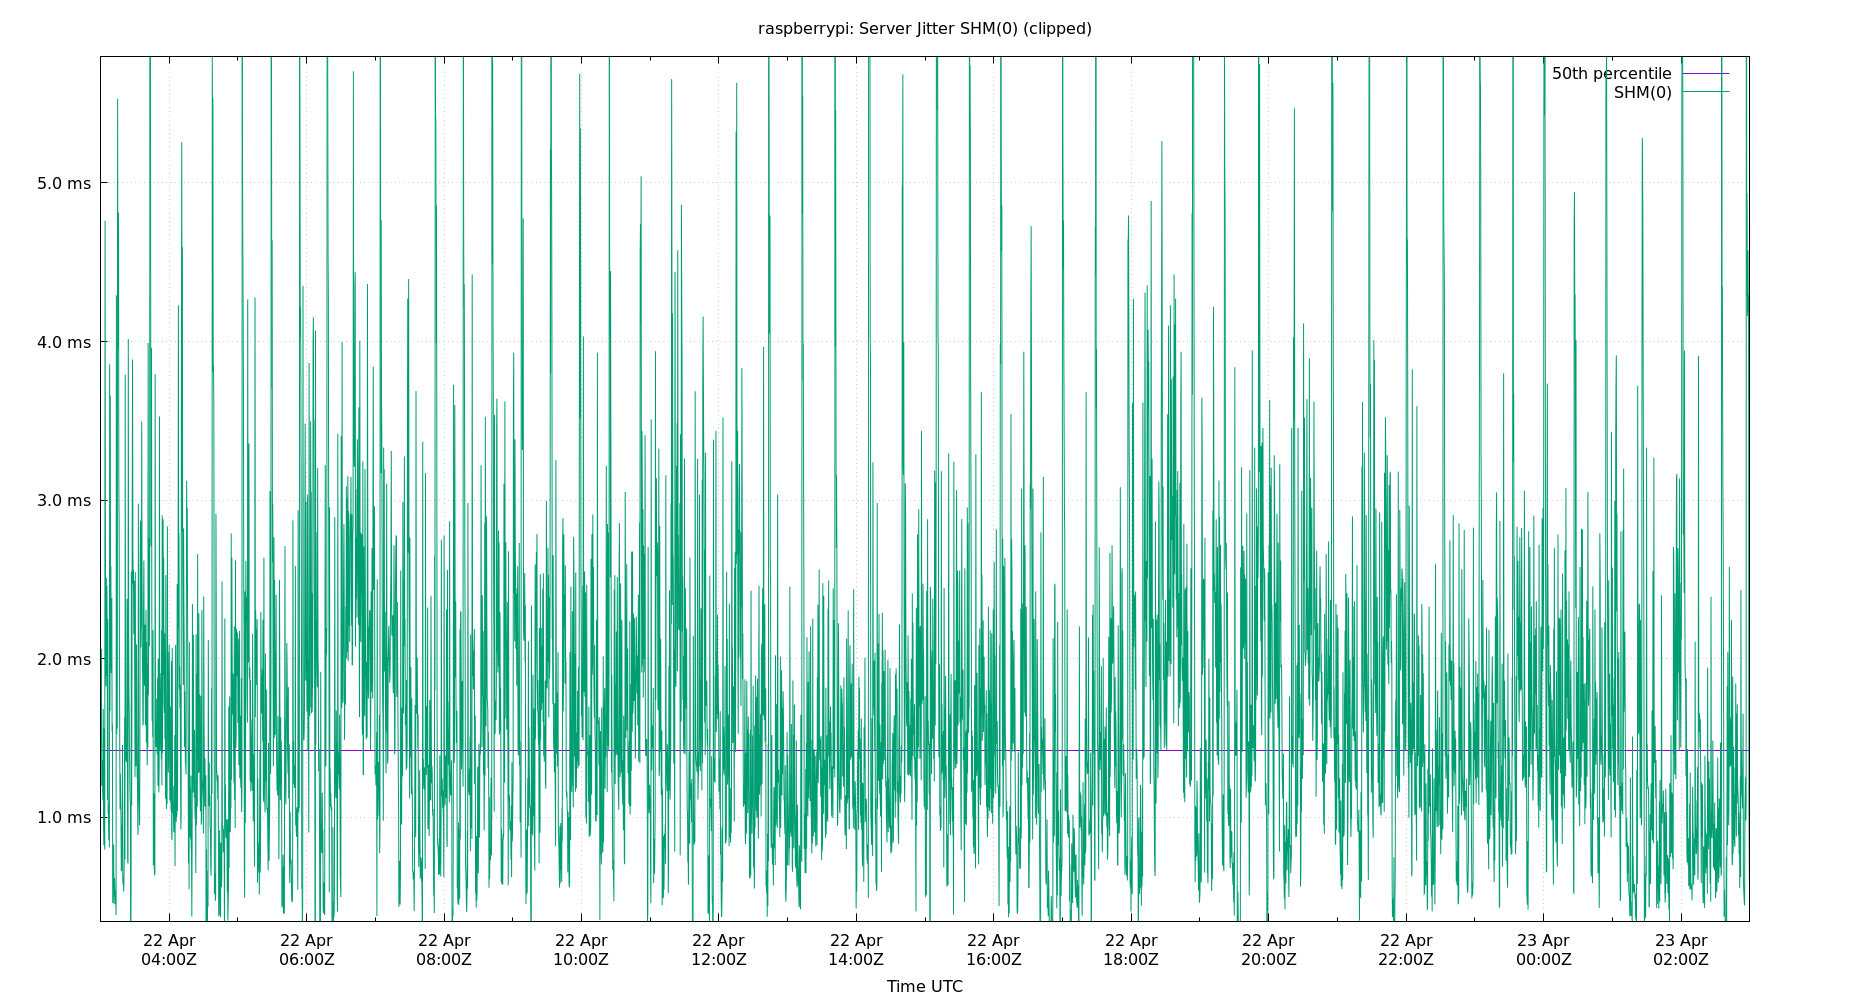 raspberrypi: Server Jitter SHM(0) (clipped)
50th percentile
SHM(0)
5.0 ms
4.0 ms
3.0 ms
2.0 ms
1.0 ms
22 Apr 22 Apr 22 Apr 22 Apr 22 Apr 22 Apr 22 Apr 22 Apr 22 Apr 22 Apr 23 Apr 23 Apr
04:00Z 06:00Z 08:00Z 10:00Z 12:00Z 14:00Z 16:00Z 18:00Z 20:00Z 22:00Z 00:00Z 02:00Z
Time UTC